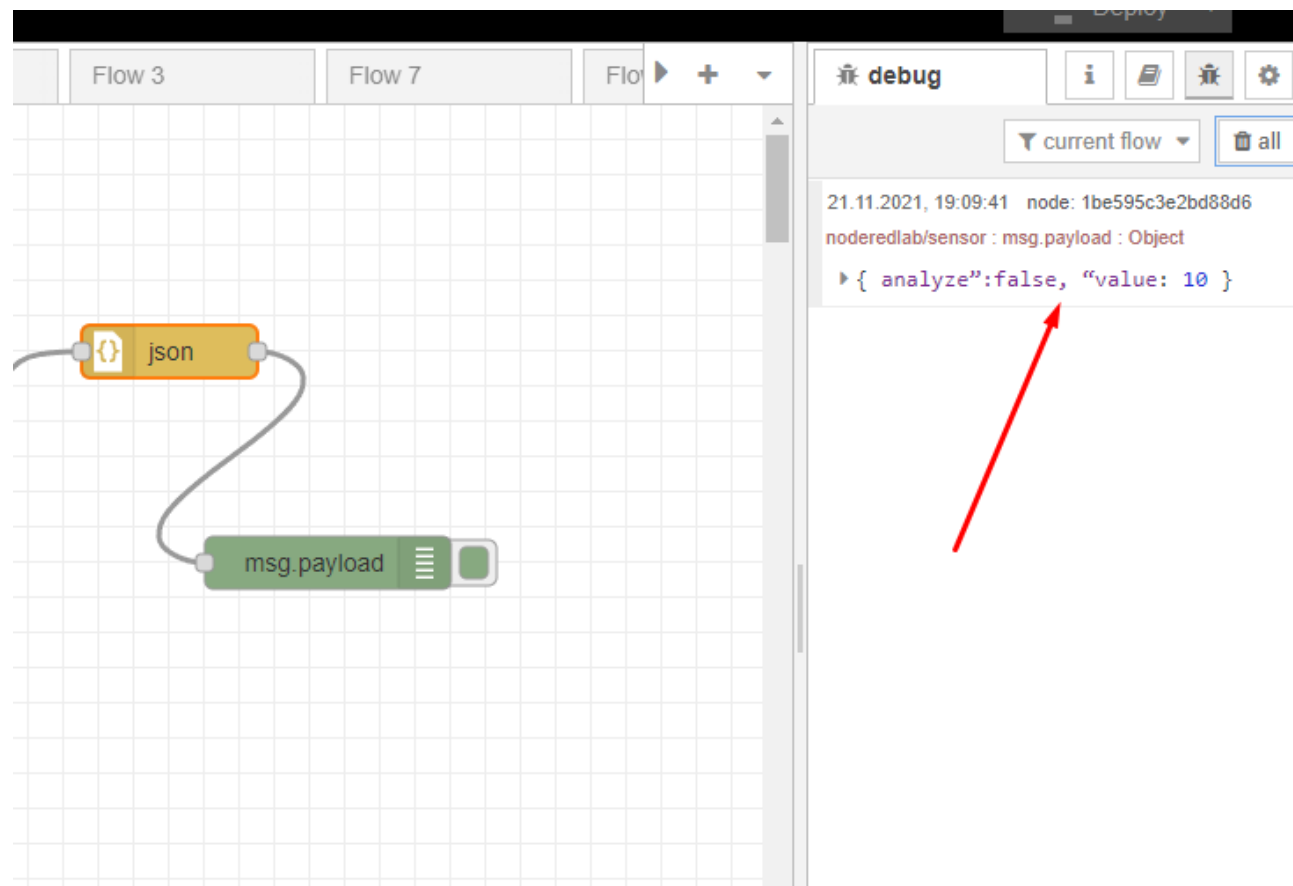 Deploy
Flow 3
Flow 7
Flo
debug
current flow
all
21.11.2021, 19:09:41 node: 1be595c3e2bd88d6
noderedlab/sensor : msg.payload : Object
{ analyze”:false, “value: 10 }
json
msg.payload